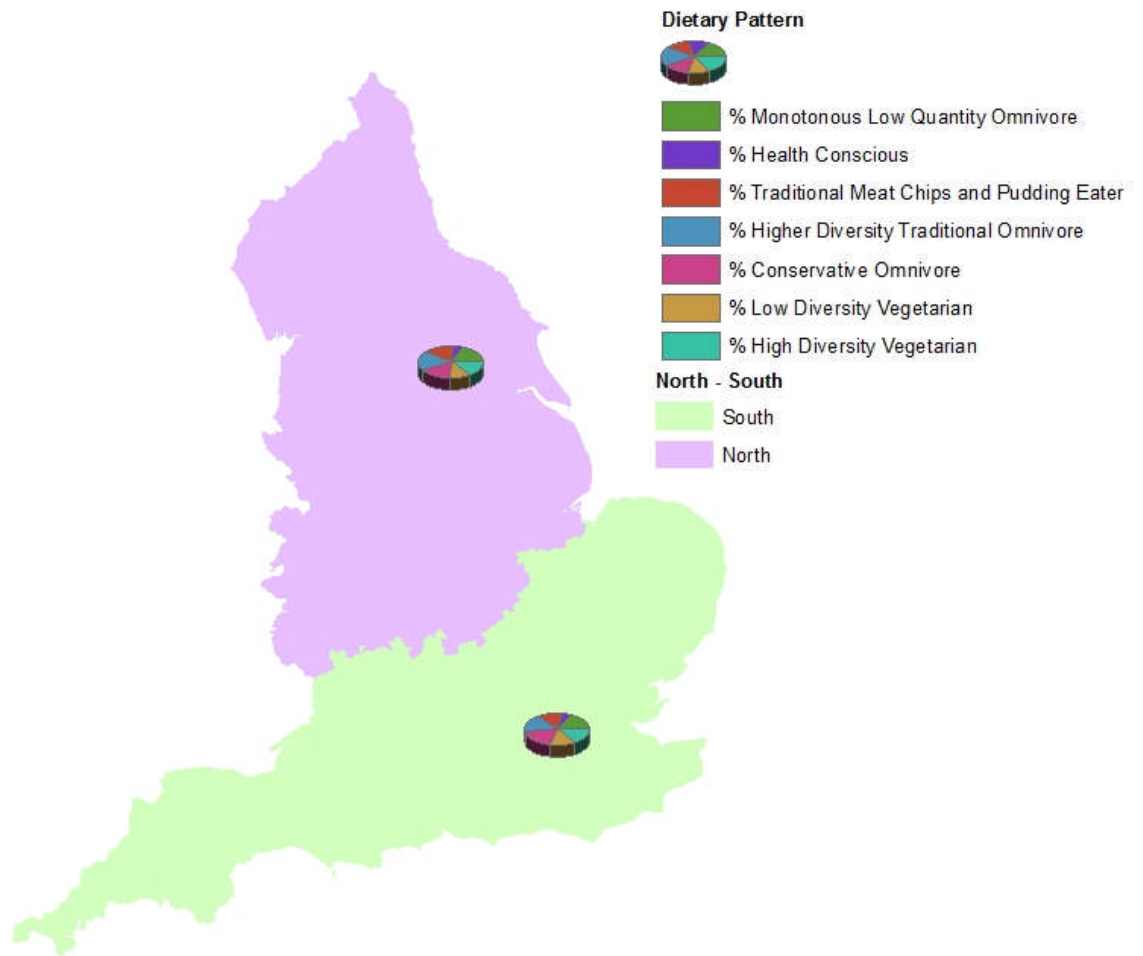 Dietary Pattern
% Monotonous Low Quantity Omnivore
% Health Conscious
% Traditional Meat Chips and Pudding Eater
% Higher Diversity Traditional Omnivore
% Conservative Omnivore
% Low Diversity Vegetarian
% High Diversity Vegetarian
North - South
South
North